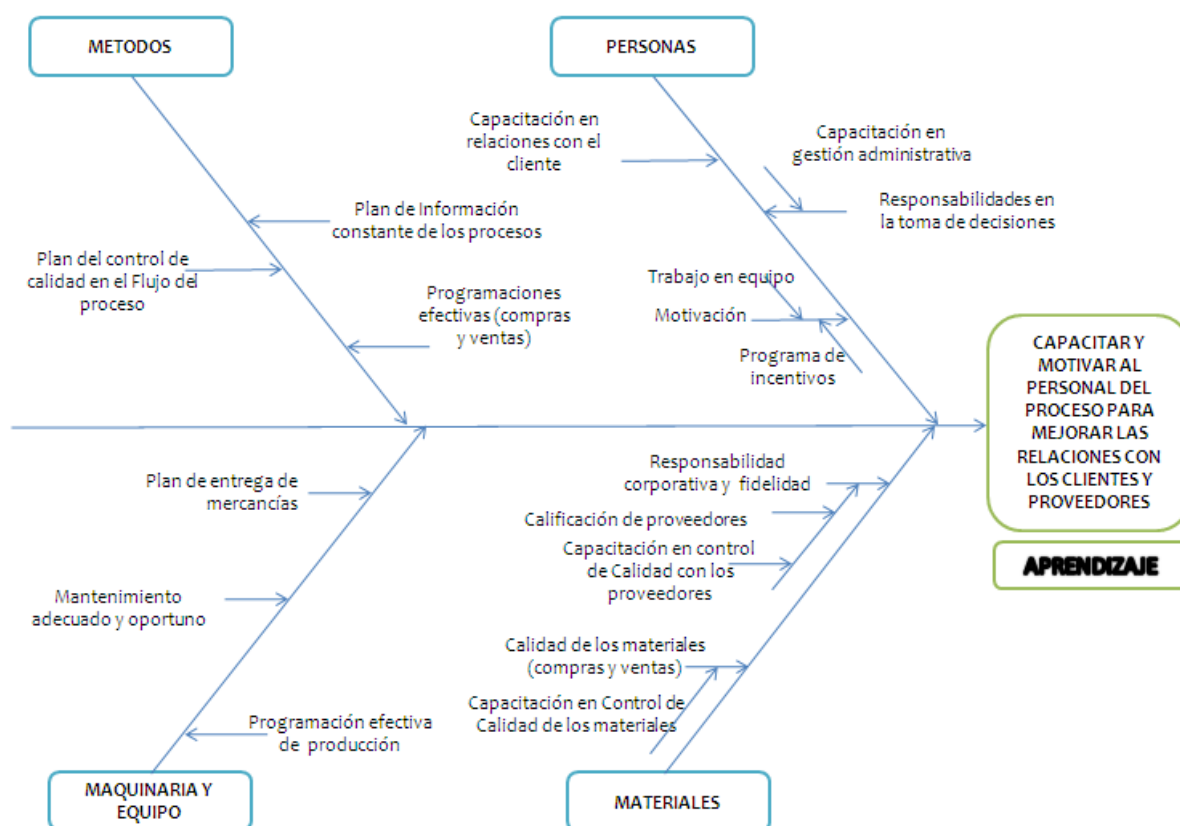 METODOS
PERSONAS
Capacitación en
relaciones con el
cliente
Capacitación en
gestión administrativa
Plan de Información
constante de los procesos
Responsabilidades en
la toma de decisiones
Plan del control de
calidad en el Flujo del
proceso
Programaciones
efectivas (compras
y ventas)
Trabajo en equipo
Motivación
Programa de
incentivos
CAPACITAR Y
MOTIVAR AL
PERSONAL DEL
PROCESO PARA
MEJORAR LAS
RELACIONES CON
LOS CLIENTES Y
PROVEEDORES
APRENDIZAJE
Plan de entrega de
mercancías
Responsabilidad
corporativa y fidelidad
Calificación de proveedores
Capacitación en control
de Calidad con los
proveedores
Mantenimiento
adecuado y oportuno
Calidad de los materiales
(compras y ventas)
Capacitación en Control de
Calidad de los materiales
Programación efectiva
de producción
MAQUINARIA Y
EQUIPO
MATERIALES